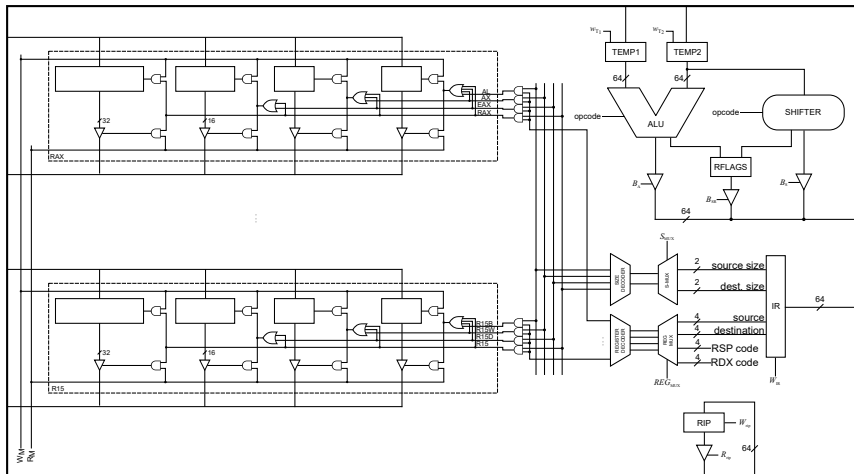 w_T1
w_T2
TEMP1
TEMP2
64
64
opcode
ALU
opcode
SHIFTER
RFLAGS
64
AL
AX
EAX
RAX
32
16
RAX
S_MUX
SIZE DECODER
S-MUX
2
source size
2
dest. size
IR
64
R15B
R15W
R15D
R15
32
16
R15
REGISTER DECODER
REG MUX
4
source
4
destination
4
RSP code
4
RDX code
REG_MUX
W_IR
RIP
W_rip
64
R_rip
W_M
R_M